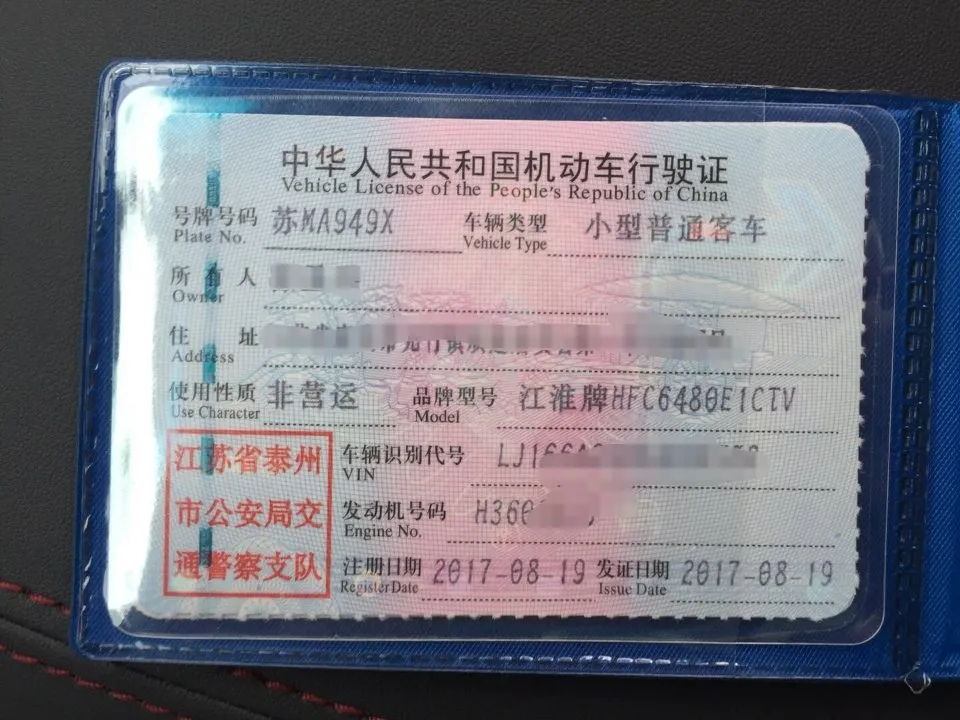 中华人民共和国机动车行驶证
Vehicle License of the People's Republic of China
号牌号码 苏MA949X 车辆类型 小型普通客车
Plate No. Vehicle Type
所有人
Owner
住址
Address
使用性质 非营运 品牌型号 江淮牌HFC6480E1CTV
Use Character Model
江苏省泰州
市公安局交
通警察支队
车辆识别代号 LJ166A
VIN
发动机号码 H360
Engine No.
注册日期 2017-08-19 发证日期 2017-08-19
Register Date Issue Date